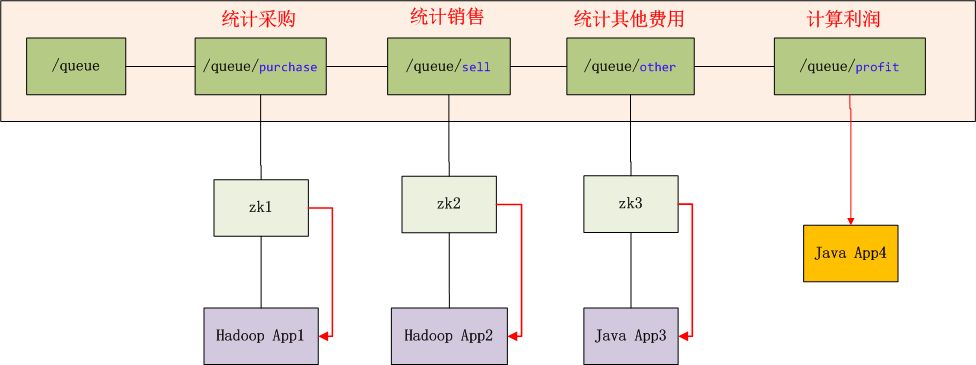 统计采购 统计销售 统计其他费用 计算利润
/queue /queue/purchase /queue/sell /queue/other /queue/profit
zk1 zk2 zk3
Java App4
Hadoop App1 Hadoop App2 Java App3